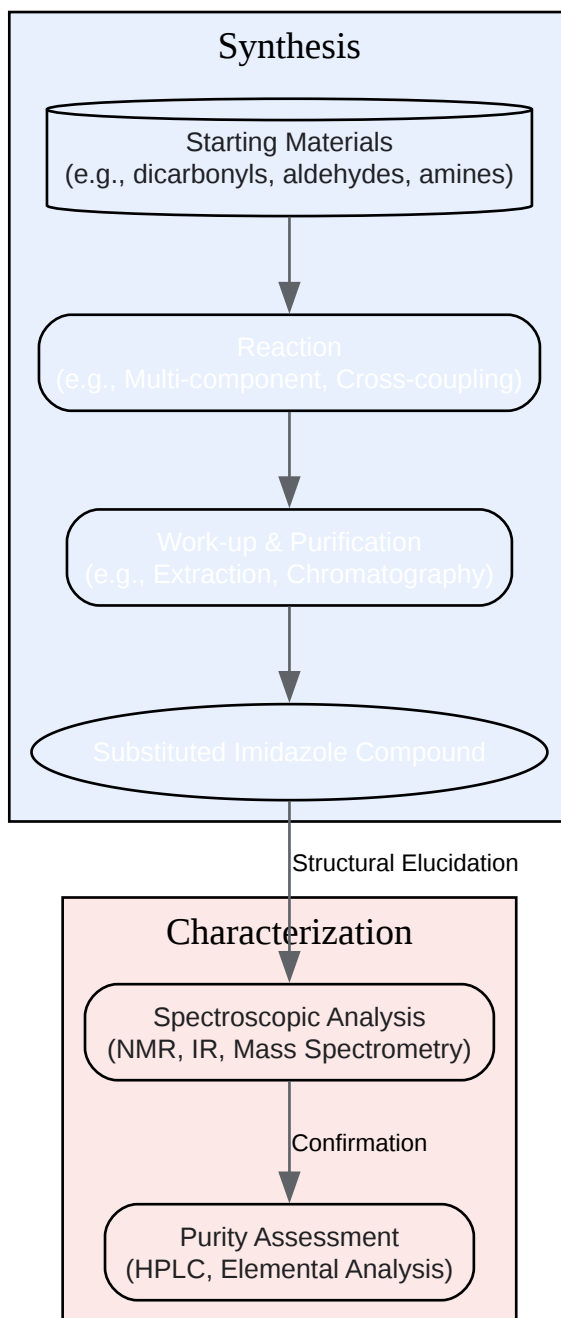 Synthesis
Starting Materials
(e.g., dicarbonyls, aldehydes, amines)
Reaction
(e.g., Multi-component, Cross-coupling)
Work-up & Purification
(e.g., Extraction, Chromatography)
Substituted Imidazole Compound
Structural Elucidation
Characterization
Spectroscopic Analysis
(NMR, IR, Mass Spectrometry)
Confirmation
Purity Assessment
(HPLC, Elemental Analysis)